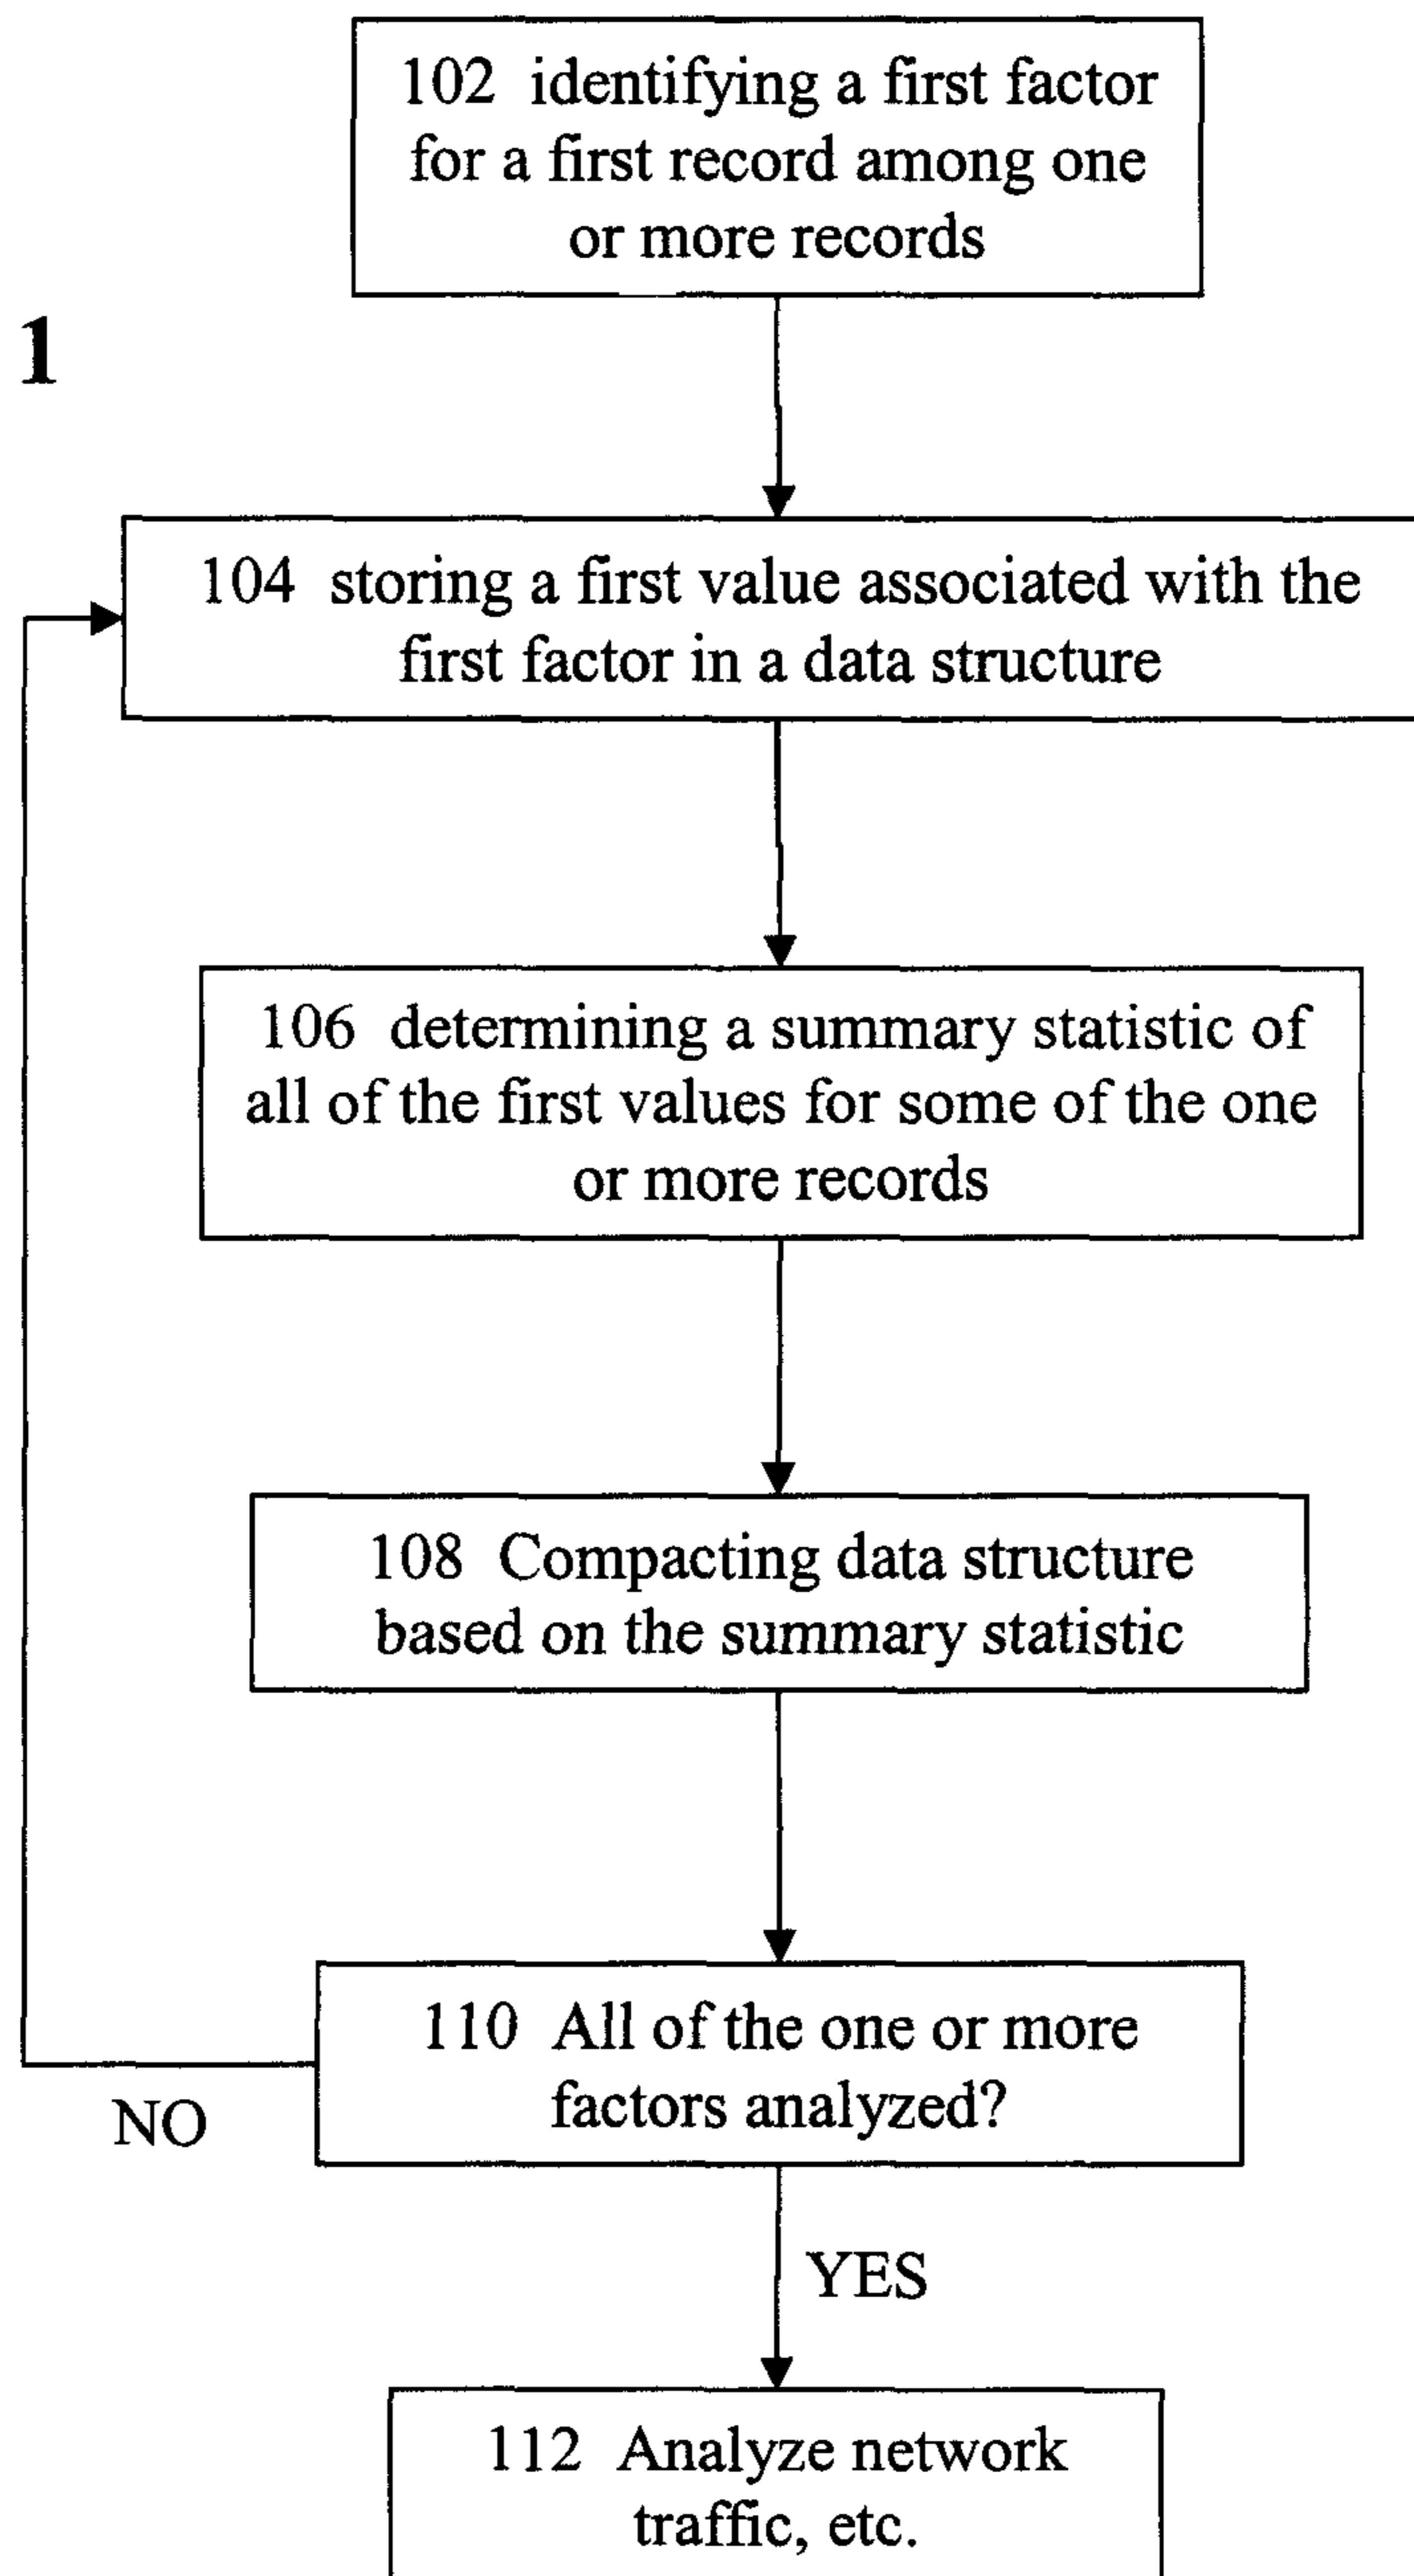 102 identifying a first factor
for a first record among one
or more records
1
104 storing a first value associated with the
first factor in a data structure
106 determining a summary statistic of
all of the first values for some of the one
or more records
108 Compacting data structure
based on the summary statistic
110 All of the one or more
factors analyzed?
NO
YES
112 Analyze network
traffic, etc.